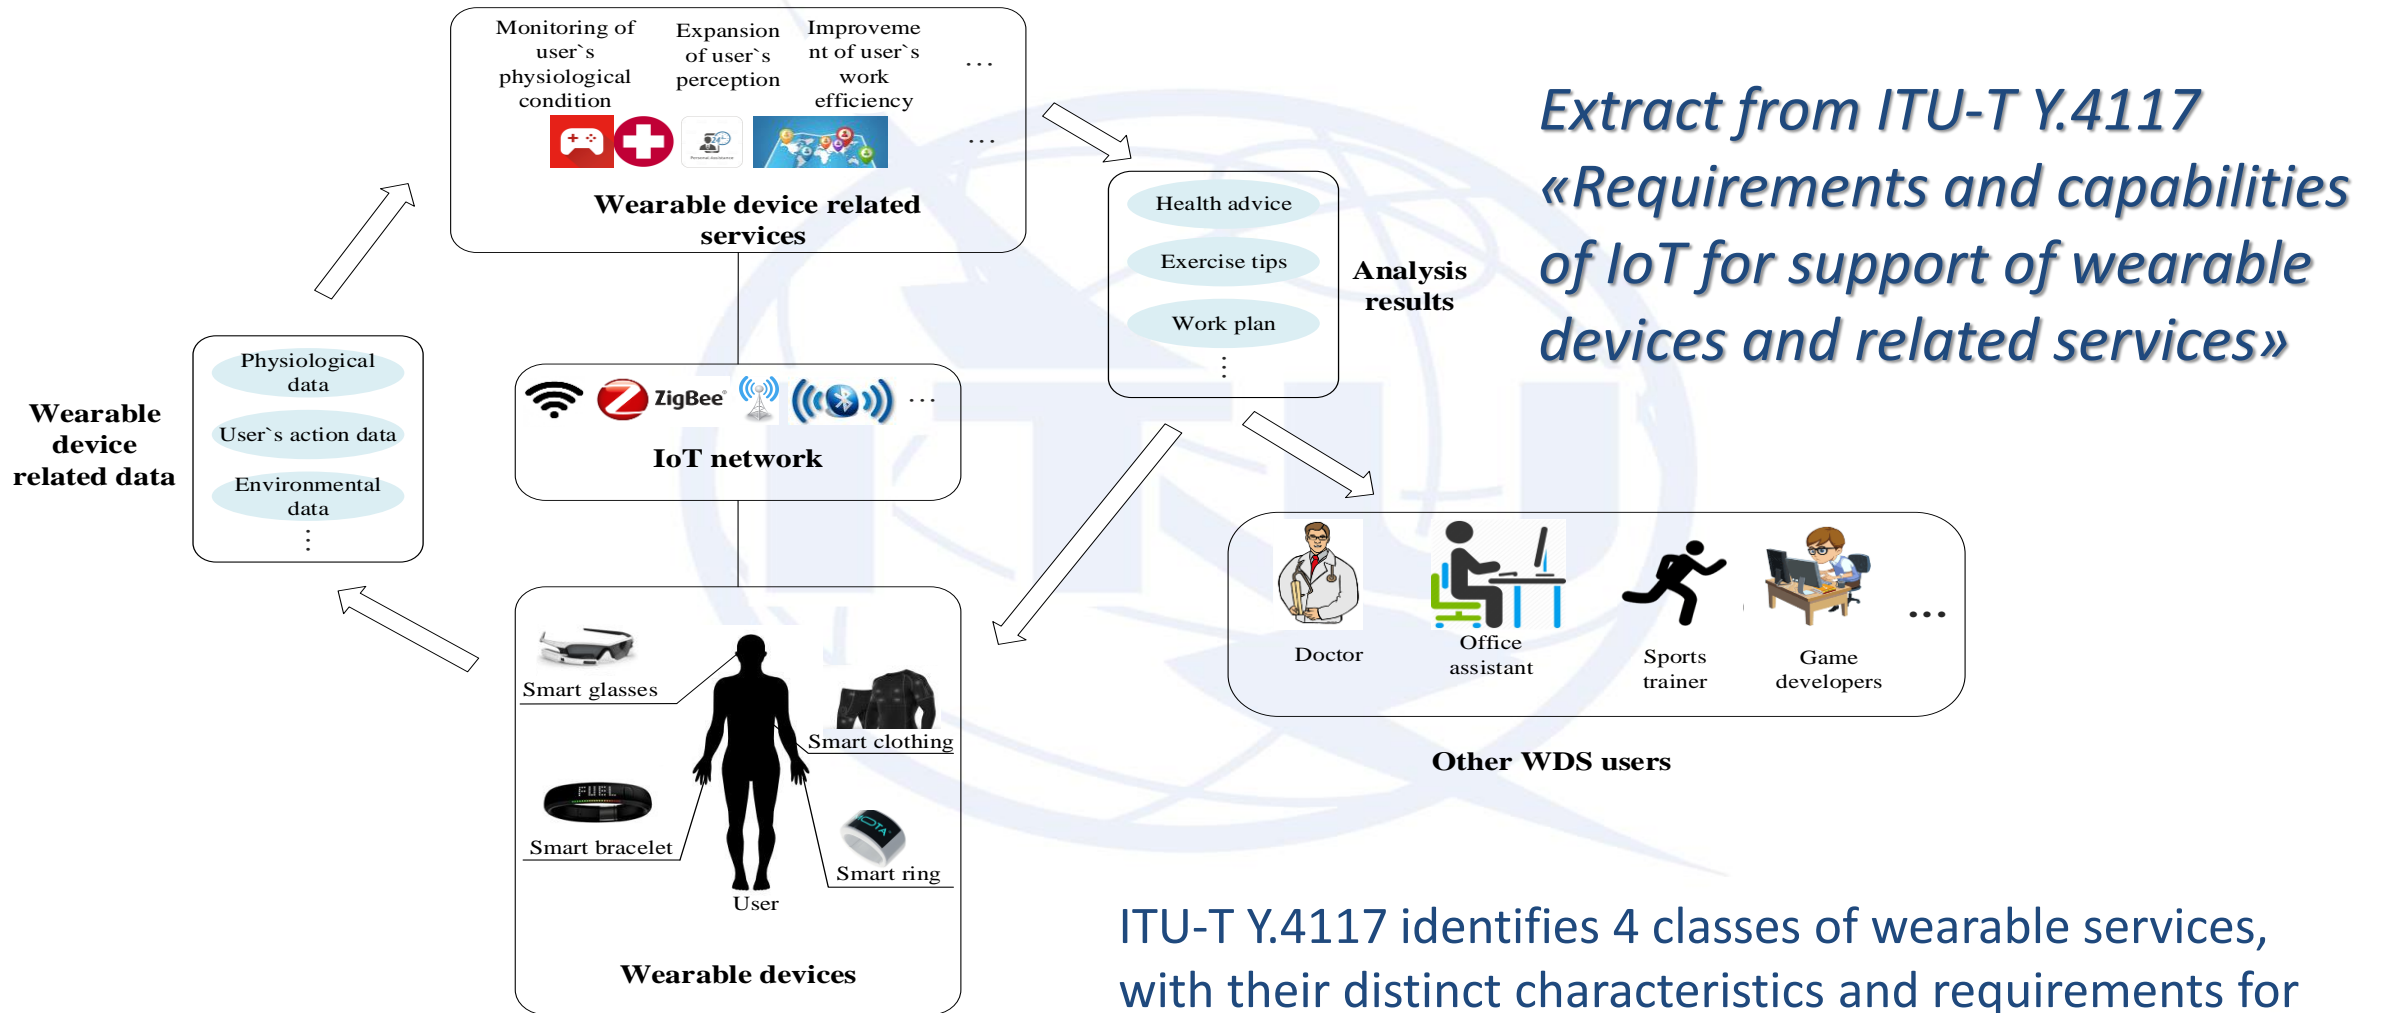 Monitoring of
user`s
physiological
condition
Expansion
of user`s
perception
Improveme
nt of user`s
work
efficiency
...
Personal Assistance
...
Wearable device related
services
Extract from ITU-T Y.4117
«Requirements and capabilities
of IoT for support of wearable
devices and related services»
Health advice
Exercise tips
Work plan
...
Analysis
results
Wearable
device
related data
Physiological
data
User`s action data
Environmental
data
...
ZigBee®
...
IoT network
Smart glasses
Smart clothing
FUEL
Smart bracelet
Smart ring
User
Wearable devices
Doctor
Office
assistant
Sports
trainer
Game
developers
...
Other WDS users
ITU
ITU-T Y.4117 identifies 4 classes of wearable services,
with their distinct characteristics and requirements for